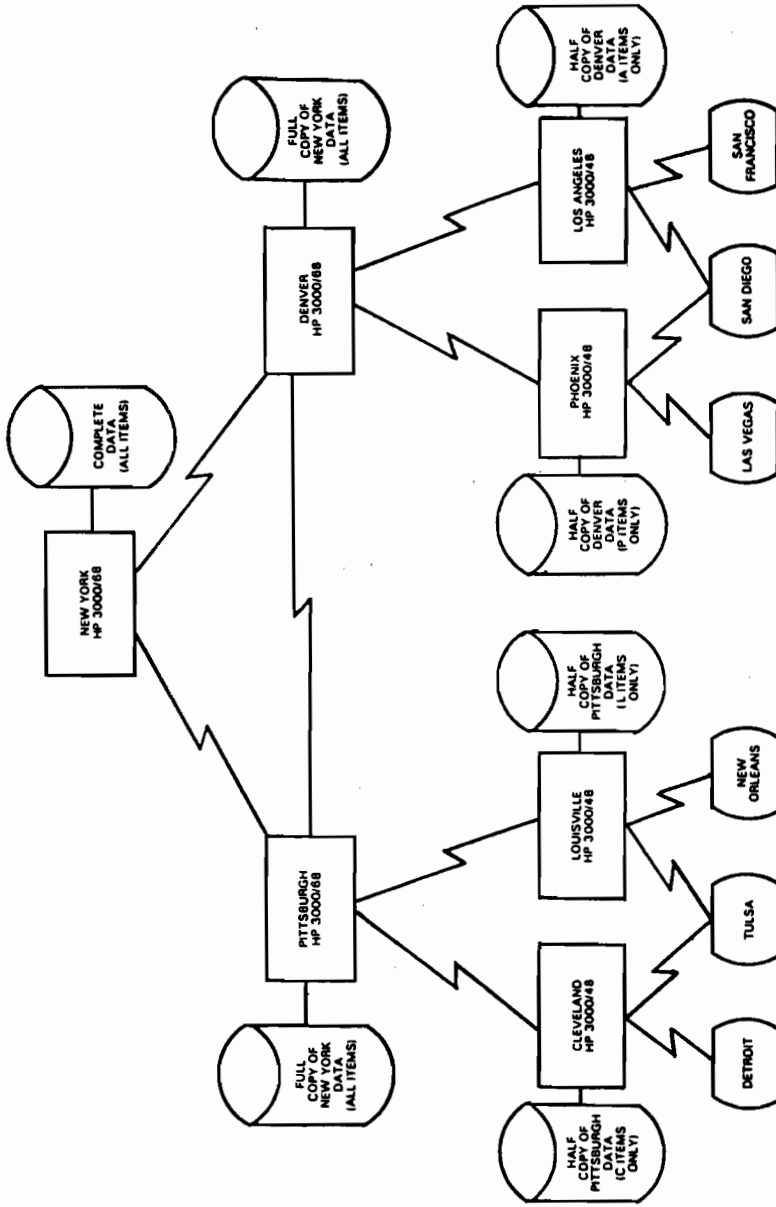 COMPLETE
DATA
(ALL ITEMS)
NEW YORK
HP 3000/68
FULL
COPY OF
NEW YORK
DATA
(ALL ITEMS)
PITTSBURGH
HP 3000/68
DENVER
HP 3000/68
FULL
COPY OF
NEW YORK
DATA
(ALL ITEMS)
HALF
COPY OF
PITTSBURGH
DATA
(C ITEMS
ONLY)
CLEVELAND
HP 3000/48
LOUISVILLE
HP 3000/48
HALF
COPY OF
PITTSBURGH
DATA
(L ITEMS
ONLY)
HALF
COPY OF
DENVER
DATA
(P ITEMS
ONLY)
PHOENIX
HP 3000/48
LOS ANGELES
HP 3000/48
HALF
COPY OF
DENVER
DATA
(A ITEMS
ONLY)
DETROIT
TULSA
NEW
ORLEANS
LAS VEGAS
SAN DIEGO
SAN
FRANCISCO